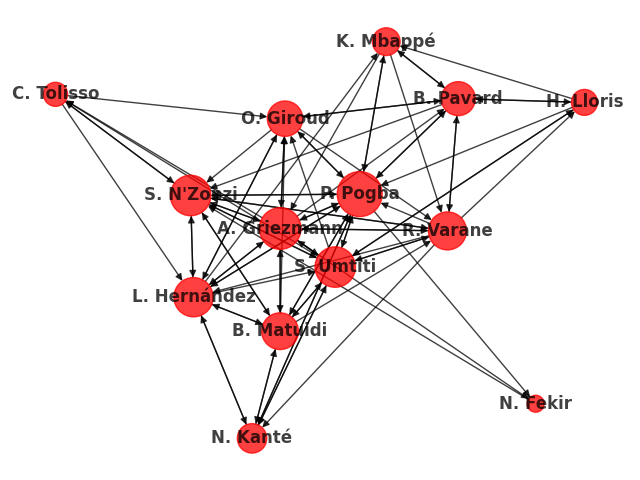 K. Mbappé
C. Tolisso
B. Pavard
H. Lloris
O. Giroud
S. N'Zonzi
P. Pogba
A. Griezmann
R. Varane
S. Umtiti
L. Hernández
B. Matuidi
N. Fekir
N. Kanté